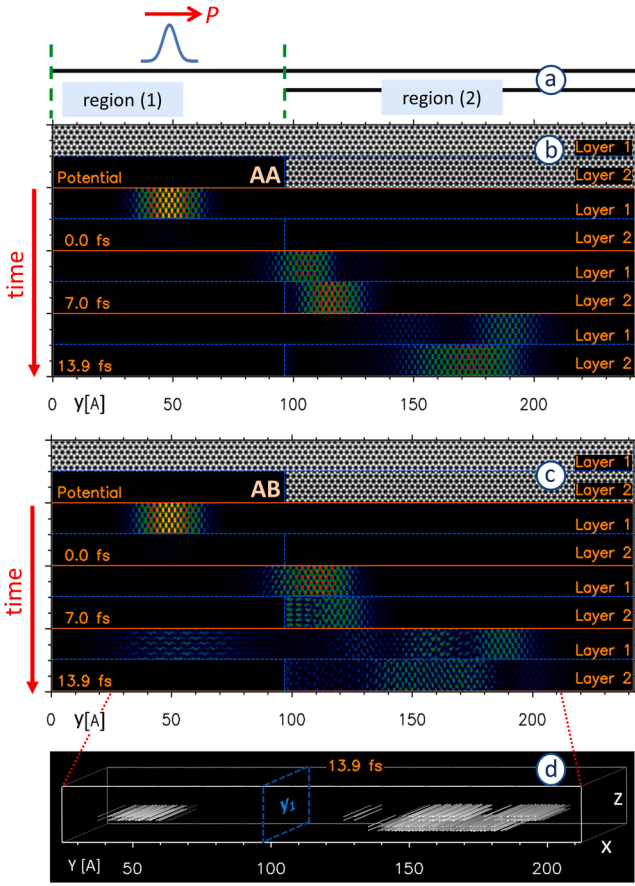 P
a
region (1)
region (2)
b
Layer 1
Potential
AA
Layer 2
Layer 1
0.0 fs
Layer 2
time
Layer 1
7.0 fs
Layer 2
Layer 1
13.9 fs
Layer 2
0 50 100 150 200
y[A]
c
Layer 1
Potential
AB
Layer 2
Layer 1
0.0 fs
Layer 2
time
Layer 1
7.0 fs
Layer 2
Layer 1
13.9 fs
Layer 2
0 50 100 150 200
y[A]
13.9 fs
d
y₁
Z
X
Y [A] 50 100 150 200